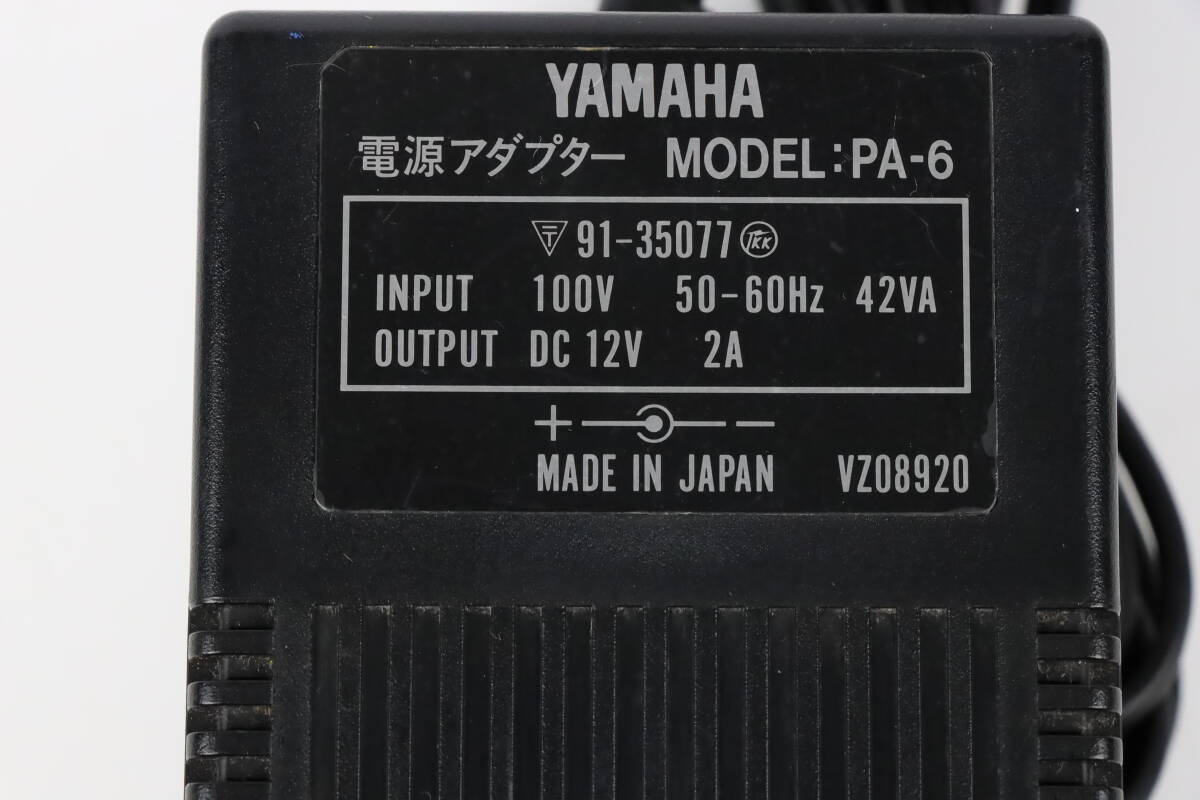 YAMAHA
電源アダプター MODEL:PA-6
〒 91-35077 JKK
INPUT 100V 50-60Hz 42VA
OUTPUT DC 12V 2A
+ −
MADE IN JAPAN VZ08920